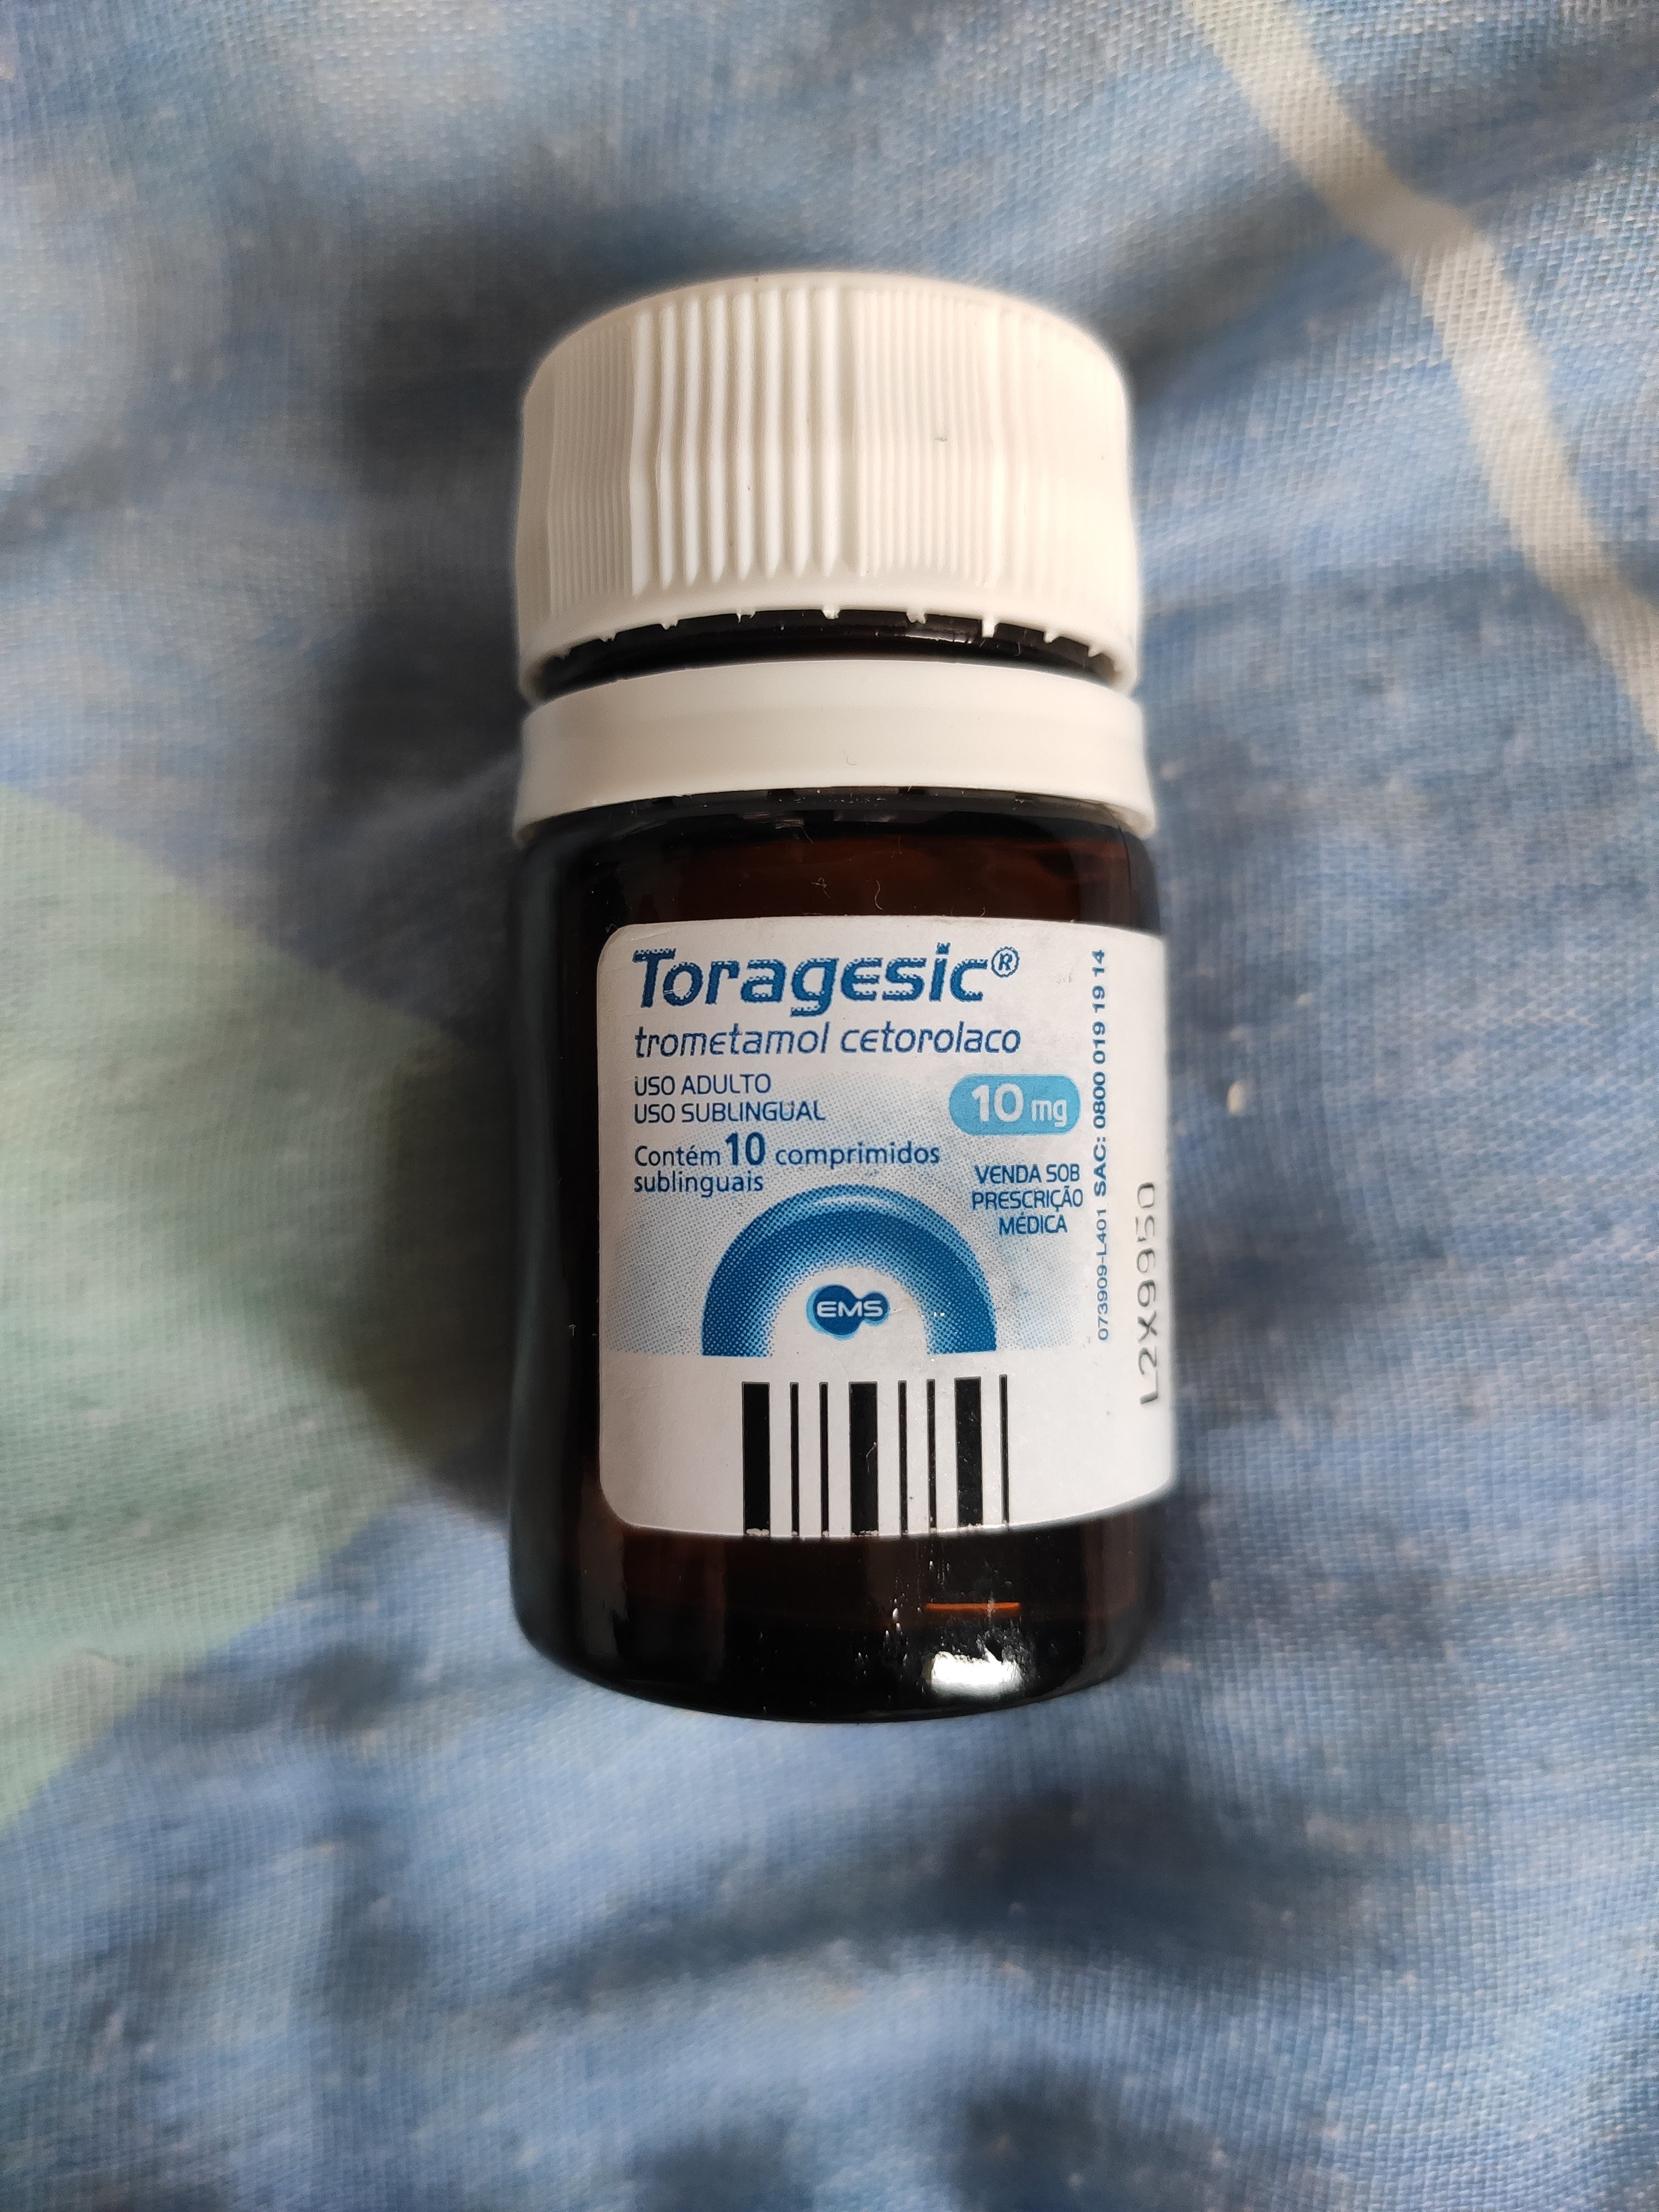 Toragesic®
trometamol cetorolaco
USO ADULTO
USO SUBLINGUAL
10 mg
Contém 10 comprimidos
sublinguais
VENDA SOB
PRESCRIÇÃO
MÉDICA
EMS
073909-L401 SAC: 0800 019 19 14
L2X9950